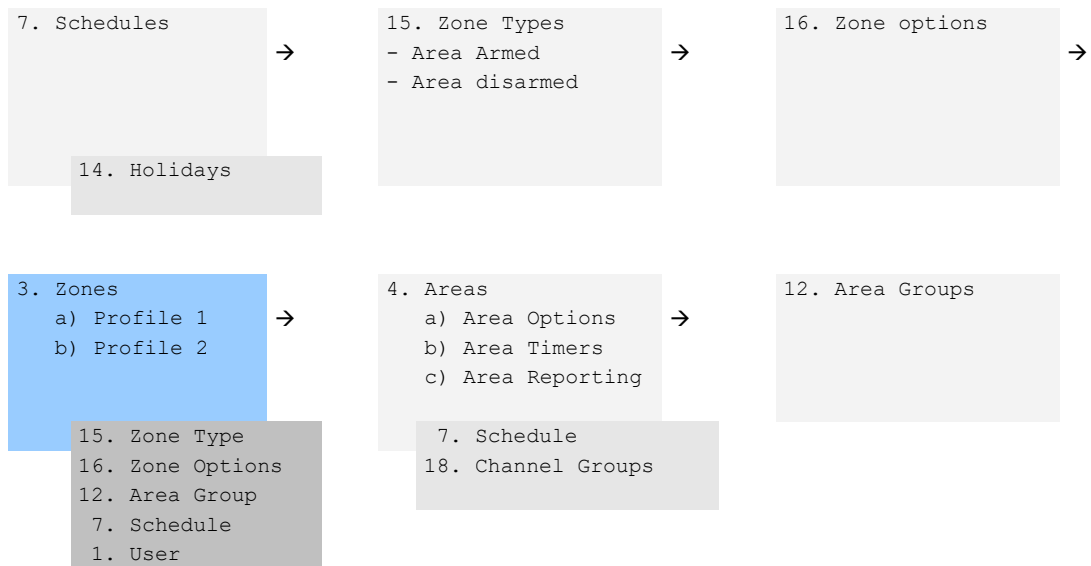 7. Schedules
→
14. Holidays
15. Zone Types
- Area Armed
- Area disarmed
→
16. Zone options
→
3. Zones
a) Profile 1
b) Profile 2
→
15. Zone Type
16. Zone Options
12. Area Group
7. Schedule
1. User
4. Areas
a) Area Options
b) Area Timers
c) Area Reporting
→
7. Schedule
18. Channel Groups
12. Area Groups